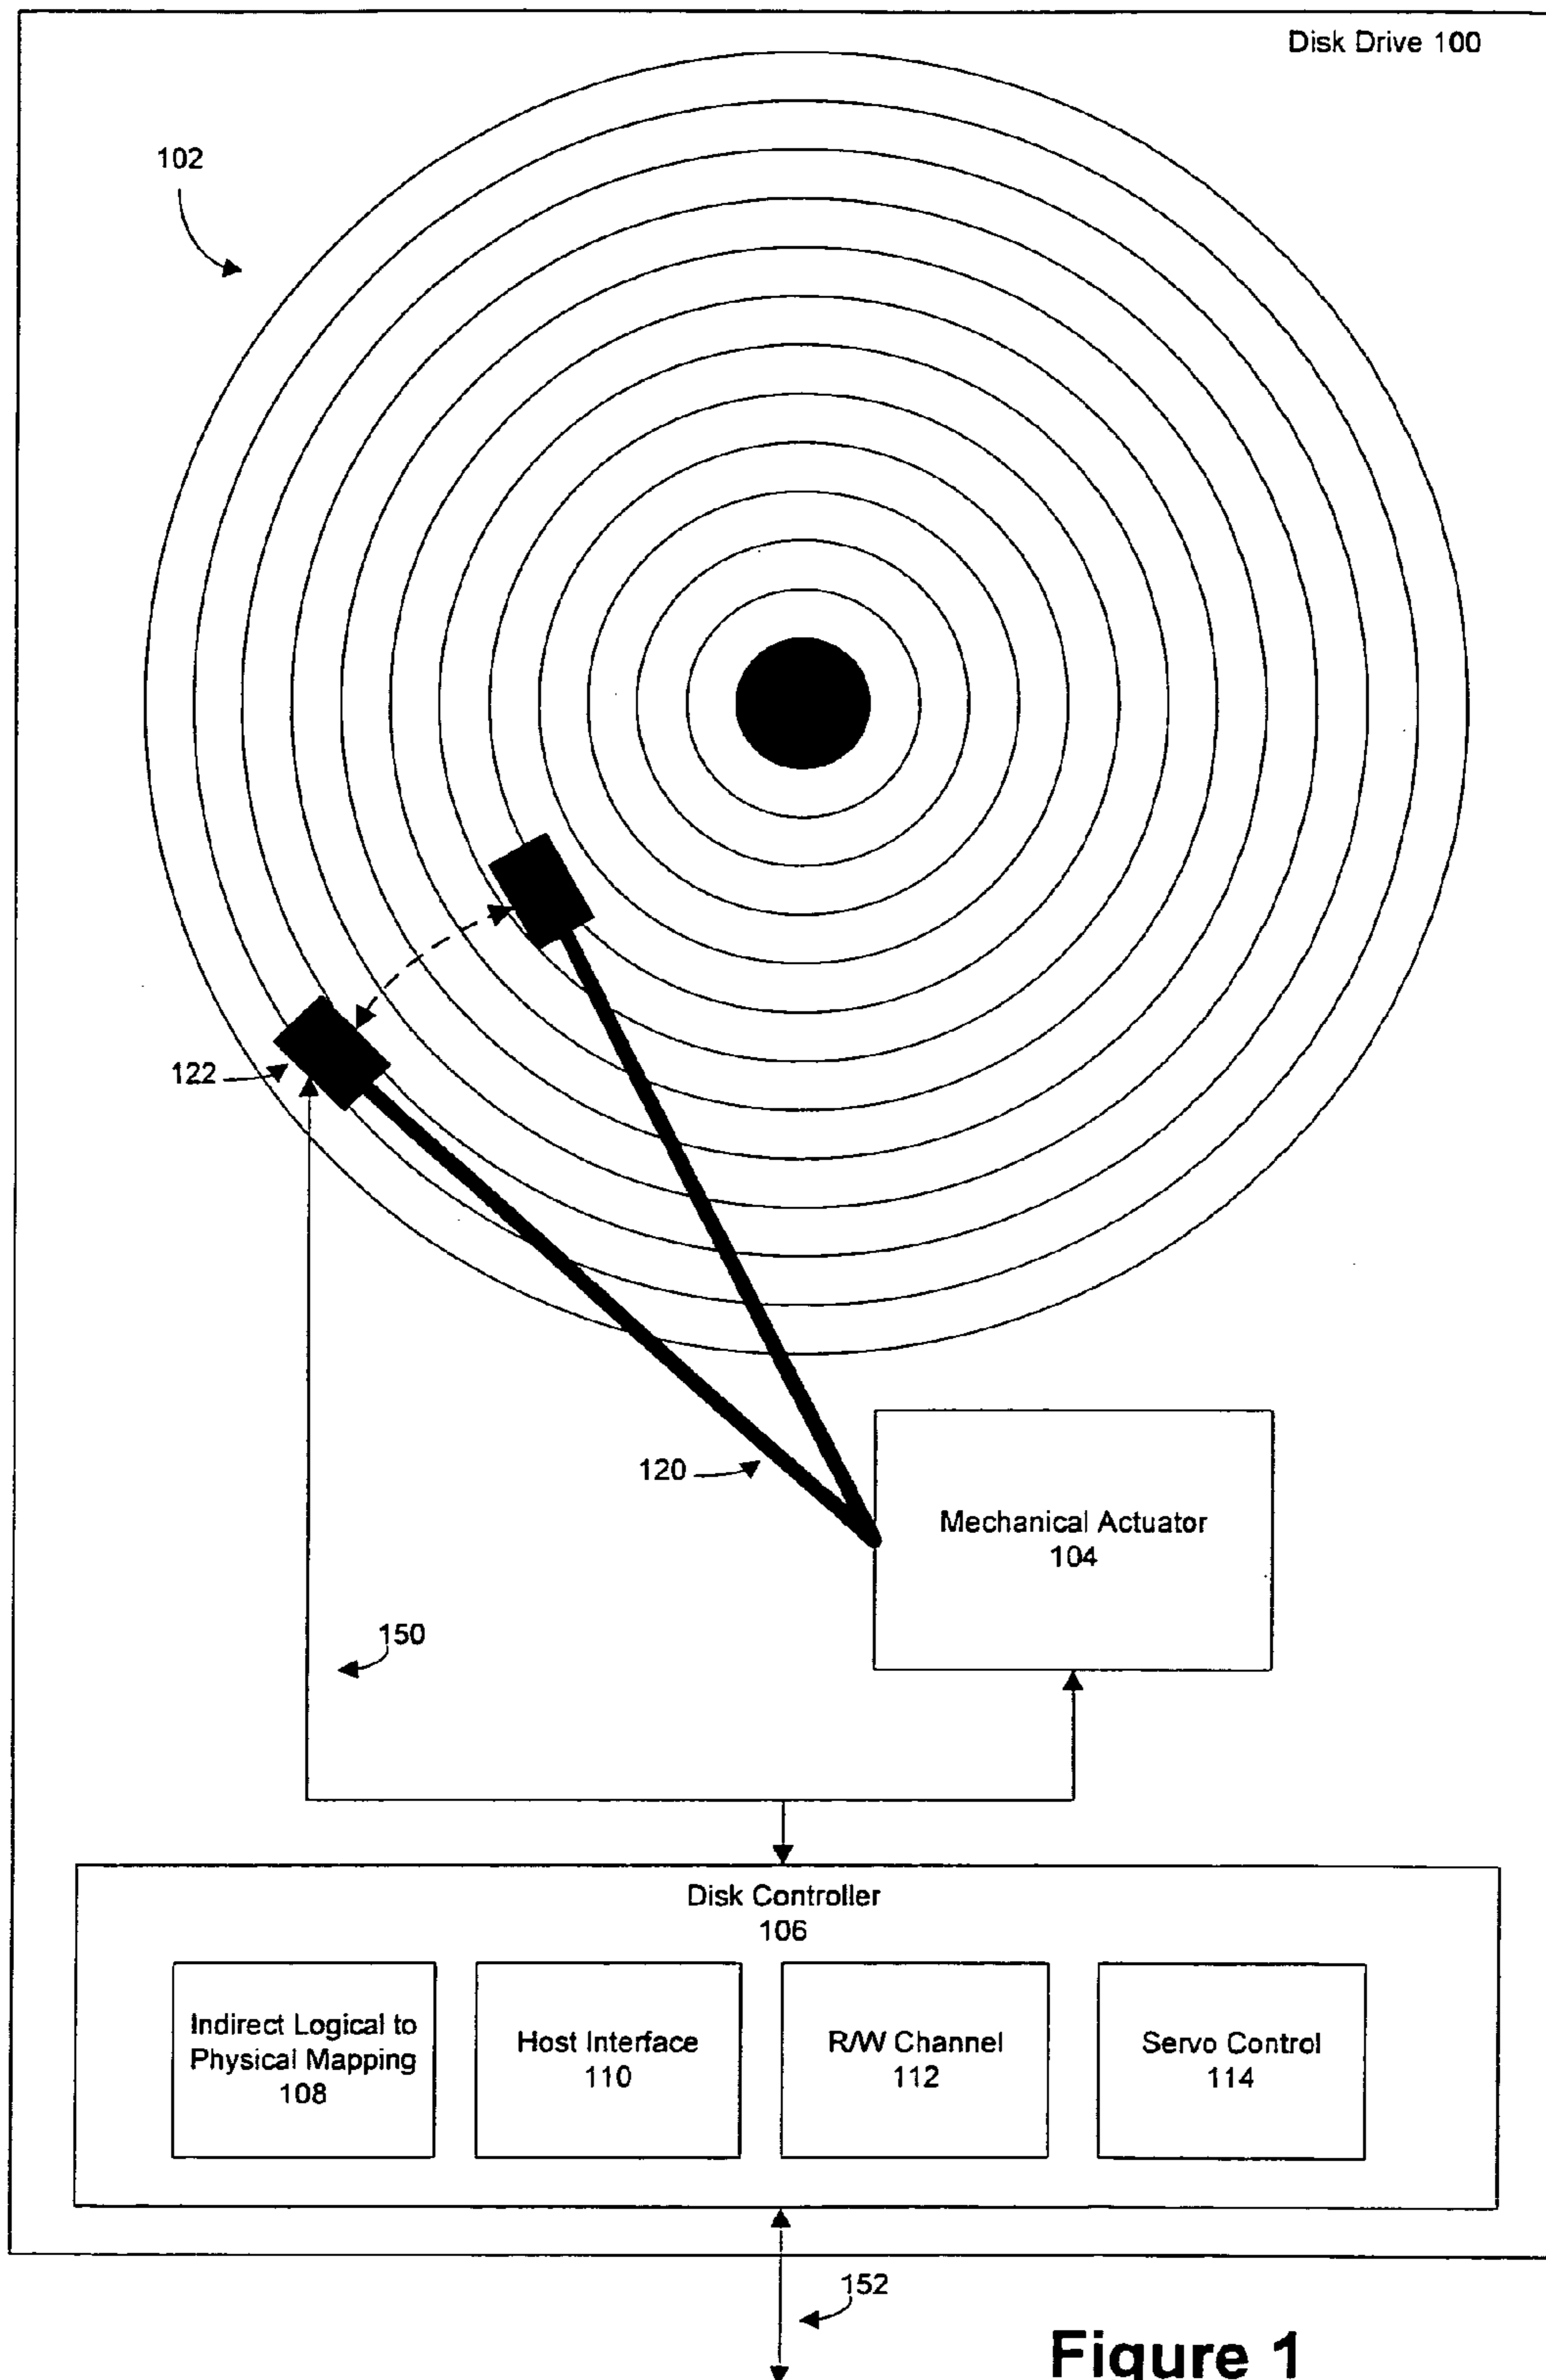 Disk Drive 100
102
122
120
Mechanical Actuator
104
150
Disk Controller
106
Indirect Logical to
Physical Mapping
108
Host Interface
110
R/W Channel
112
Servo Control
114
152
Figure 1